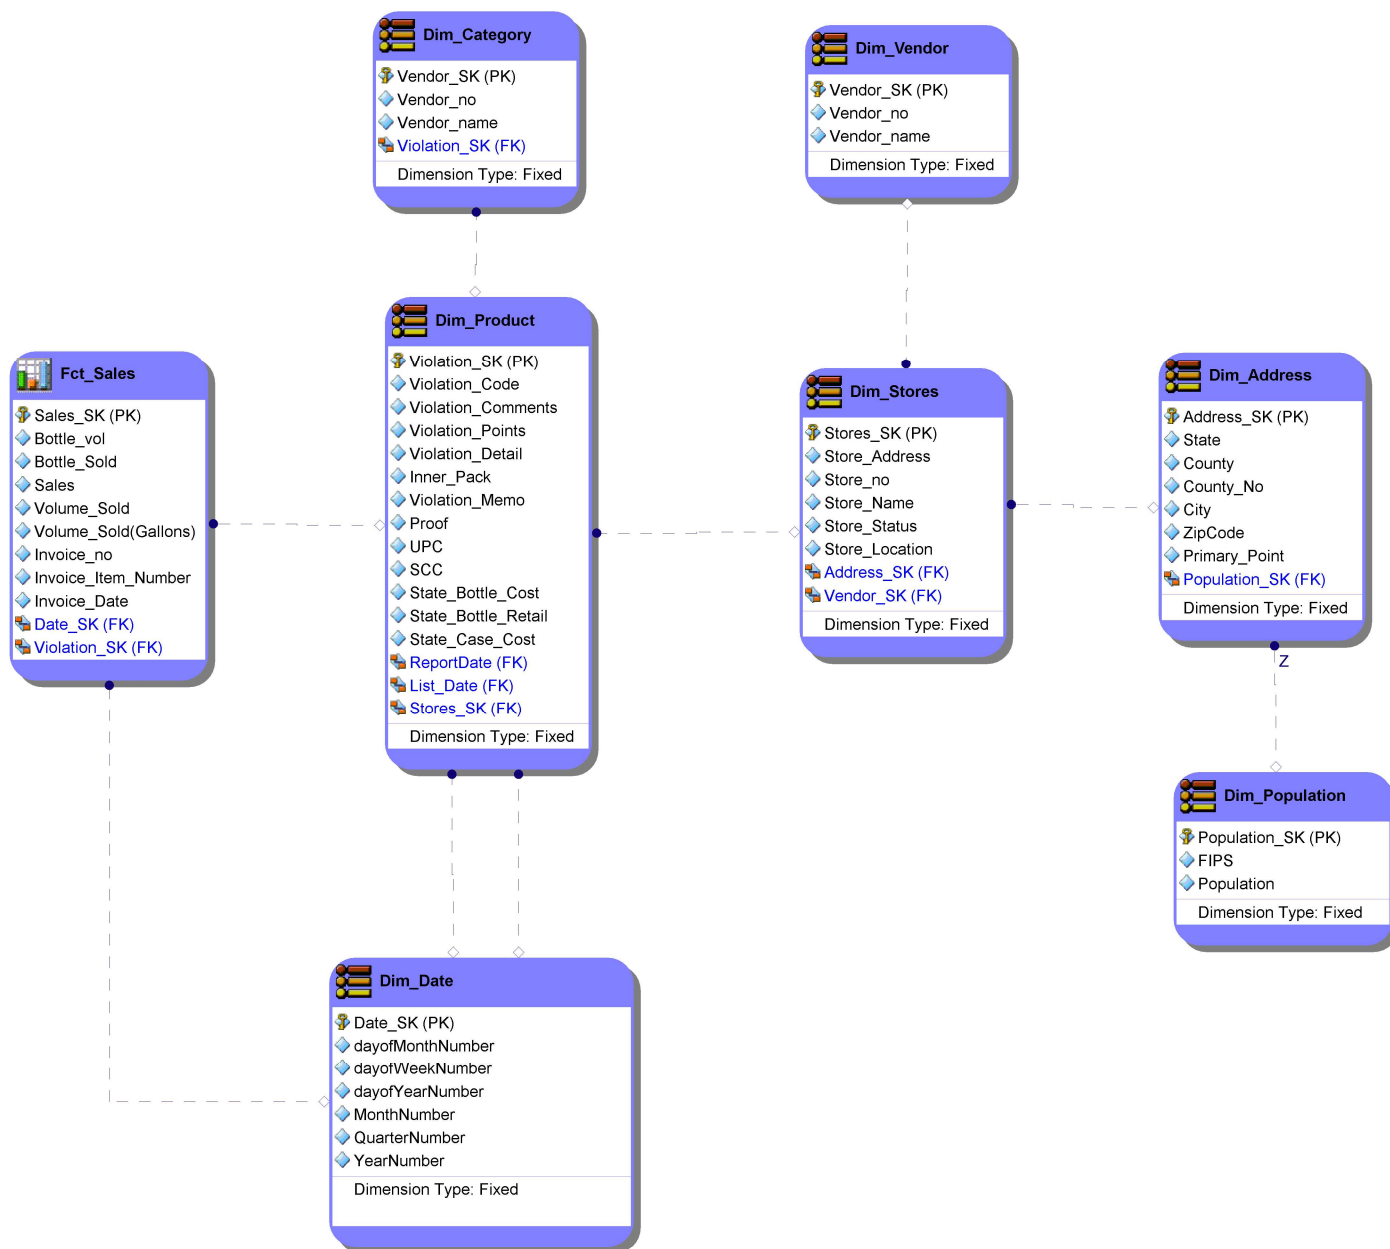 Dim_Category
Vendor_SK (PK)
Vendor_no
Vendor_name
Violation_SK (FK)
Dimension Type: Fixed
Dim_Vendor
Vendor_SK (PK)
Vendor_no
Vendor_name
Dimension Type: Fixed
Fct_Sales
Sales_SK (PK)
Bottle_vol
Bottle_Sold
Sales
Volume_Sold
Volume_Sold(Gallons)
Invoice_no
Invoice_Item_Number
Invoice_Date
Date_SK (FK)
Violation_SK (FK)
Dim_Product
Violation_SK (PK)
Violation_Code
Violation_Comments
Violation_Points
Violation_Detail
Inner_Pack
Violation_Memo
Proof
UPC
SCC
State_Bottle_Cost
State_Bottle_Retail
State_Case_Cost
ReportDate (FK)
List_Date (FK)
Stores_SK (FK)
Dimension Type: Fixed
Dim_Stores
Stores_SK (PK)
Store_Address
Store_no
Store_Name
Store_Status
Store_Location
Address_SK (FK)
Vendor_SK (FK)
Dimension Type: Fixed
Dim_Address
Address_SK (PK)
State
County
County_No
City
ZipCode
Primary_Point
Population_SK (FK)
Dimension Type: Fixed
Z
Dim_Population
Population_SK (PK)
FIPS
Population
Dimension Type: Fixed
Dim_Date
Date_SK (PK)
dayofMonthNumber
dayofWeekNumber
dayofYearNumber
MonthNumber
QuarterNumber
YearNumber
Dimension Type: Fixed